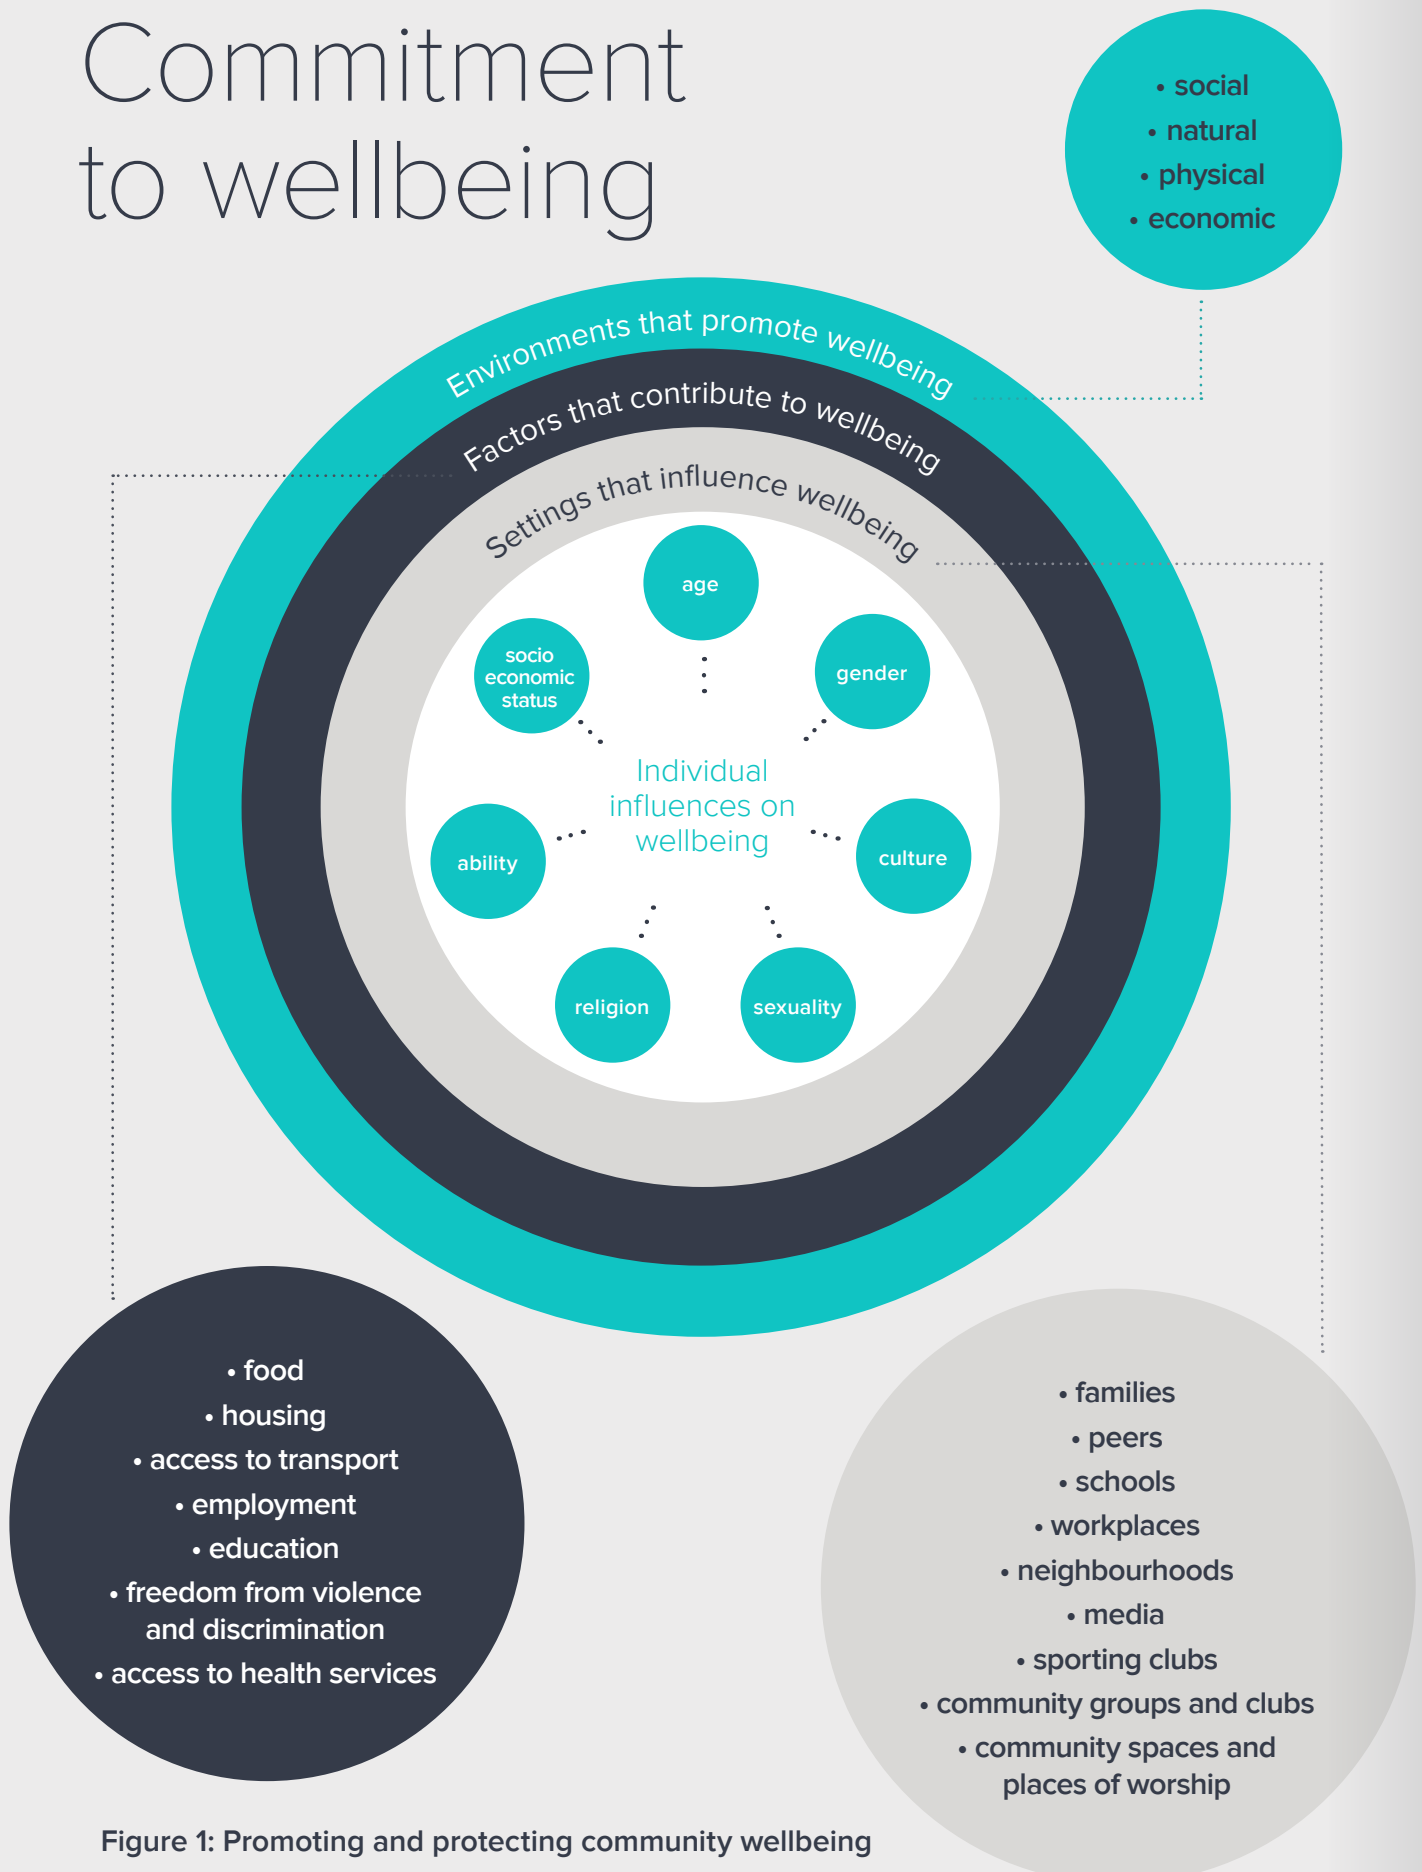 Commitment
to wellbeing
• social
• natural
• physical
• economic
Environments that promote wellbeing
Factors that contribute to wellbeing
Settings that influence wellbeing
age
gender
culture
sexuality
religion
ability
socio
economic
status
Individual
influences on
wellbeing
• food
• housing
• access to transport
• employment
• education
• freedom from violence
and discrimination
• access to health services
• families
• peers
• schools
• workplaces
• neighbourhoods
• media
• sporting clubs
• community groups and clubs
• community spaces and
places of worship
Figure 1: Promoting and protecting community wellbeing